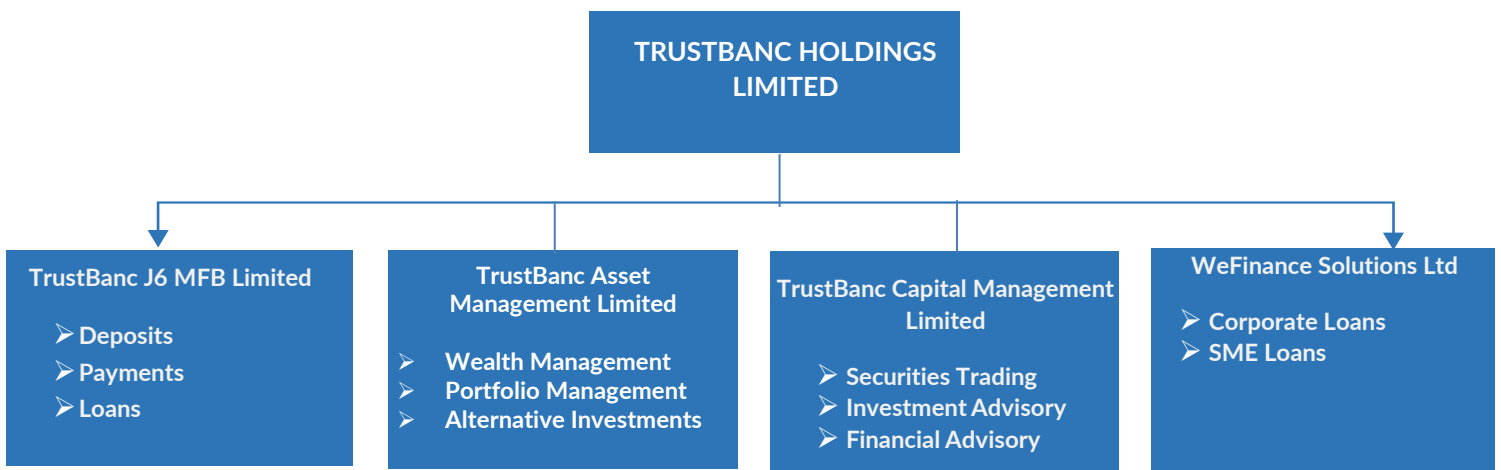 TRUSTBANC HOLDINGS
LIMITED
TrustBanc J6 MFB Limited
➢ Deposits
➢ Payments
➢ Loans
TrustBanc Asset
Management Limited
➢ Wealth Management
➢ Portfolio Management
➢ Alternative Investments
TrustBanc Capital Management
Limited
➢ Securities Trading
➢ Investment Advisory
➢ Financial Advisory
WeFinance Solutions Ltd
➢ Corporate Loans
➢ SME Loans